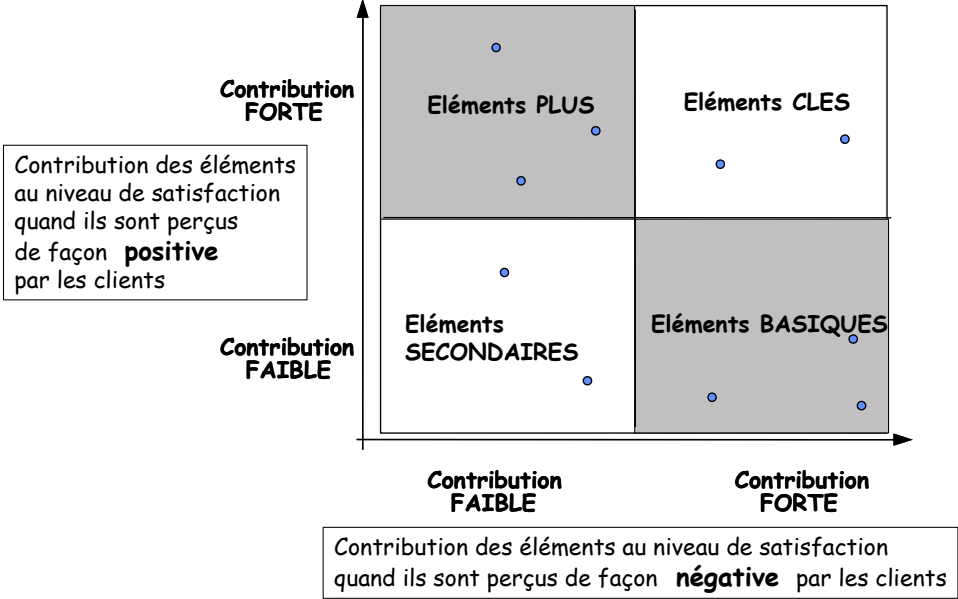 Contribution
FORTE
Eléments PLUS
Eléments CLES
Contribution des éléments
au niveau de satisfaction
quand ils sont perçus
de façon positive
par les clients
Contribution
FAIBLE
Eléments
SECONDAIRES
Eléments BASIQUES
Contribution
FAIBLE
Contribution
FORTE
Contribution des éléments au niveau de satisfaction
quand ils sont perçus de façon négative par les clients